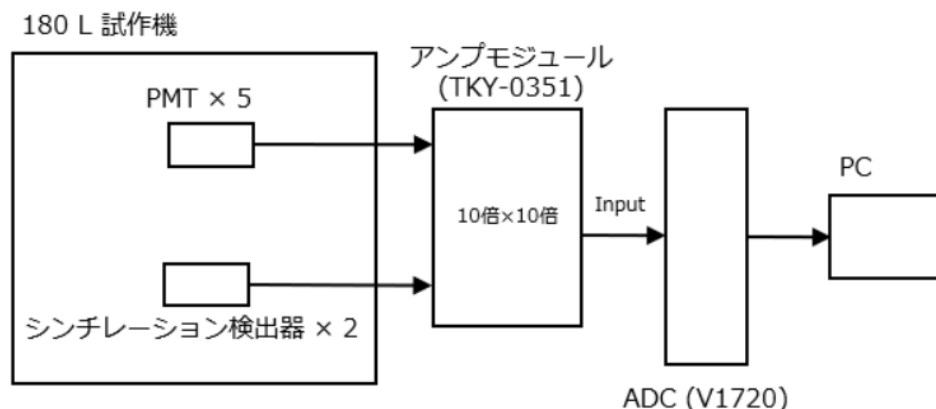 180 L 試作機
PMT × 5
シンチレーション検出器 × 2
アンプモジュール
(TKY-0351)
10倍×10倍
Input
ADC (V1720)
PC